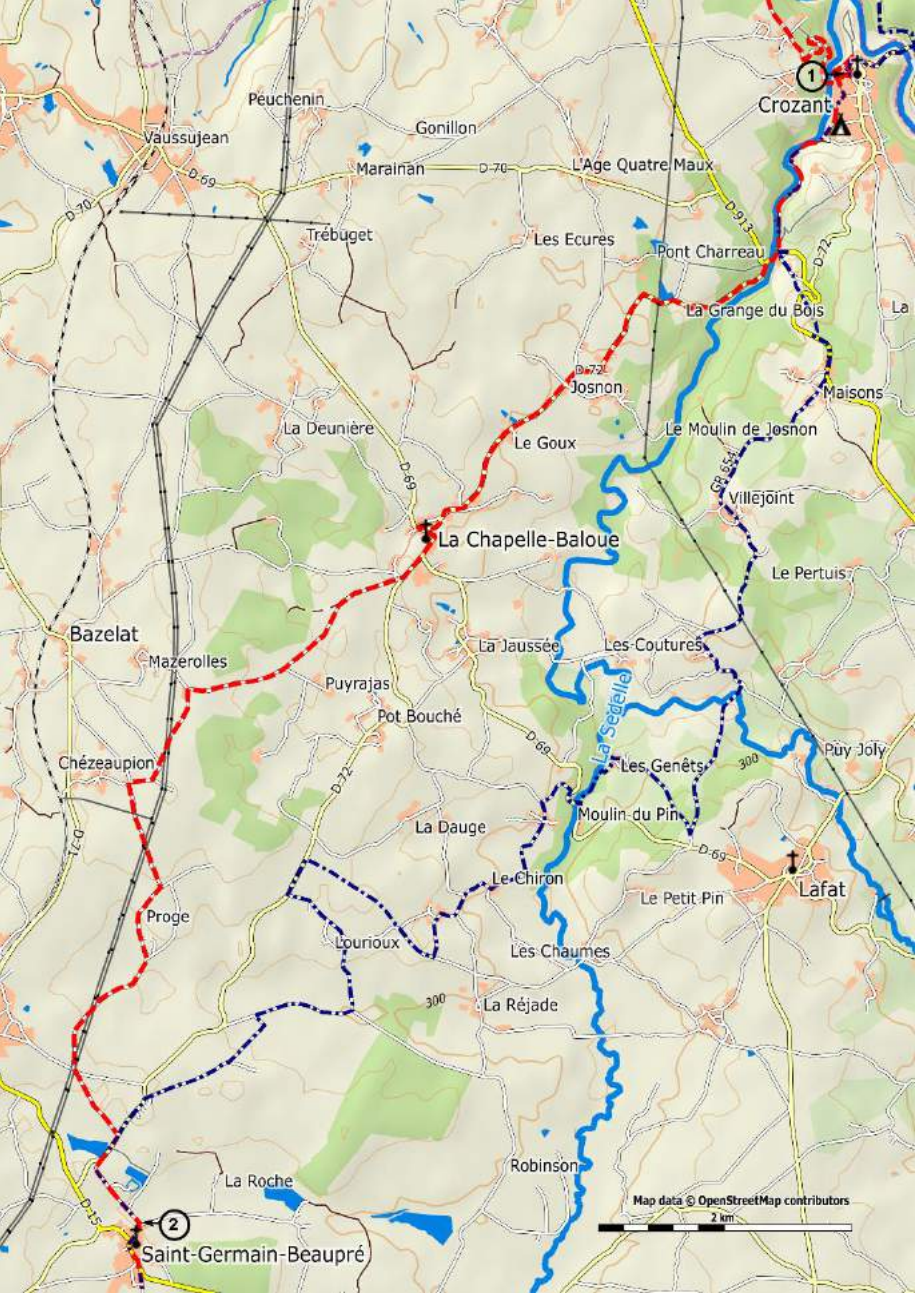 1
Crozant
Peuchenin
Gonillon
Vaussujean
D 69
Marainan
D 70
L'Age Quatre Maux
D 70
D-913
Trébuget
Les Ecures
Pont Charreau
D-72
La Grange du Bois
La
D-72
Josnon
Maisons
La Deunière
Le Goux
Le Moulin de Josnon
D-69
GR 654
Villejoint
La Chapelle-Baloue
Le Pertuis
Bazelat
La Jaussée
Les Coutures
Mazerolles
Puyrajas
La Sédelle
Pot Bouché
D-69
Puy Joly
Chézeaupion
Les Genêts
300
D-72
Moulin du Pin
La Dauge
D-71
D-69
Le Chiron
Lafat
Le Petit Pin
Proge
Lourioux
Les Chaumes
300
La Réjade
Robinson
La Roche
Map data © OpenStreetMap contributors
2 km
D-15
2
Saint-Germain-Beaupré